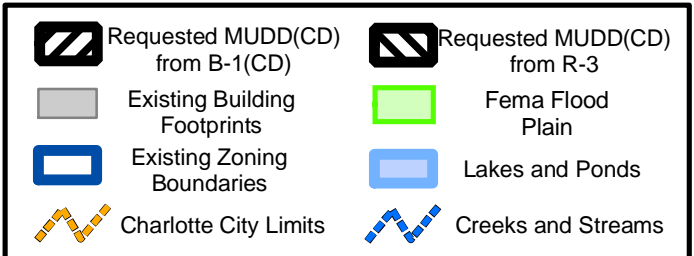 Requested MUDD(CD)
from B-1(CD)
Requested MUDD(CD)
from R-3
Existing Building
Footprints
Fema Flood
Plain
Existing Zoning
Boundaries
Lakes and Ponds
Charlotte City Limits
Creeks and Streams